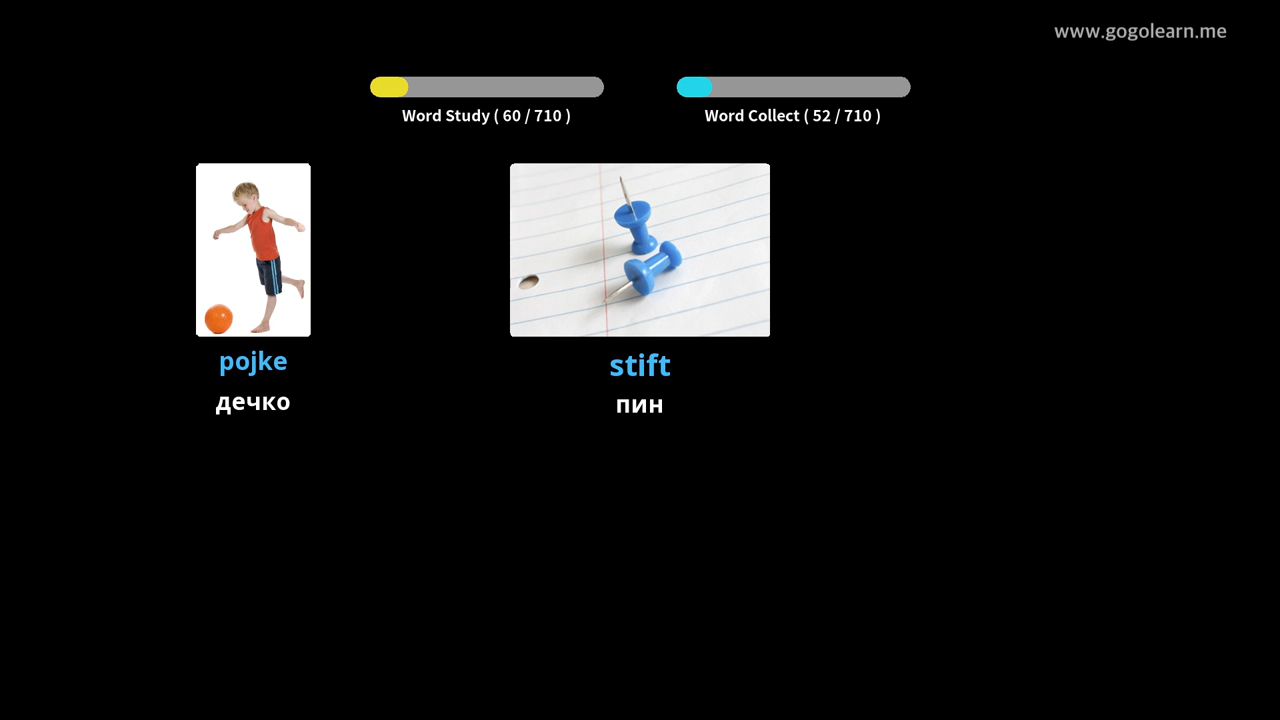 www.gogolearn.me
Word Study ( 60 / 710 )
Word Collect ( 52 / 710 )
pojke
дечко
stift
пин